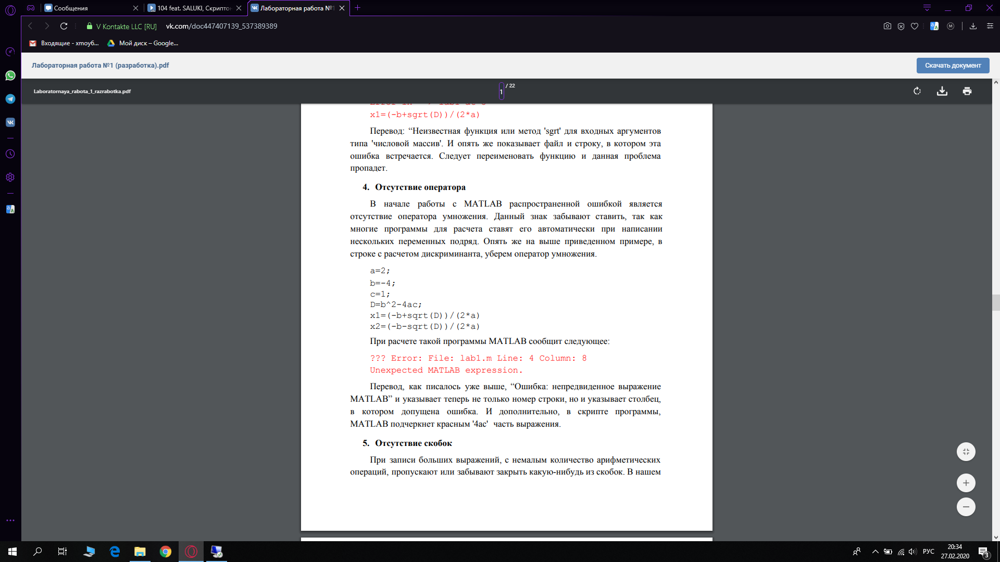 Сообщения
104 feat. SALUKI, Скриптон
Лабораторная работа №1
V Kontakte LLC [RU]
vk.com/doc447407139_537389389
Входящие - xmoy6...
Мой диск – Google...
Лабораторная работа №1 (разработка).pdf
Скачать документ
Laboratornaya_rabota_1_razrabotka.pdf
1 / 22
x1=(-b+sgrt(D))/(2*a)
Перевод: “Неизвестная функция или метод 'sgrt' для входных аргументов
типа 'числовой массив'. И опять же показывает файл и строку, в котором эта
ошибка встречается. Следует переименовать функцию и данная проблема
пропадет.
4. Отсутствие оператора
В начале работы с MATLAB распространенной ошибкой является
отсутствие оператора умножения. Данный знак забывают ставить, так как
многие программы для расчета ставят его автоматически при написании
нескольких переменных подряд. Опять же на выше приведенном примере, в
строке с расчетом дискриминанта, уберем оператор умножения.
a=2;
b=-4;
c=1;
D=b^2-4ac;
x1=(-b+sqrt(D))/(2*a)
x2=(-b-sqrt(D))/(2*a)
При расчете такой программы MATLAB сообщит следующее:
??? Error: File: lab1.m Line: 4 Column: 8
Unexpected MATLAB expression.
Перевод, как писалось уже выше, “Ошибка: непредвиденное выражение
MATLAB” и указывает теперь не только номер строки, но и указывает столбец,
в котором допущена ошибка. И дополнительно, в скрипте программы,
MATLAB подчеркнет красным '4ac' часть выражения.
5. Отсутствие скобок
При записи больших выражений, с немалым количество арифметических
операций, пропускают или забывают закрыть какую-нибудь из скобок. В нашем
РУС
20:34
27.02.2020
3